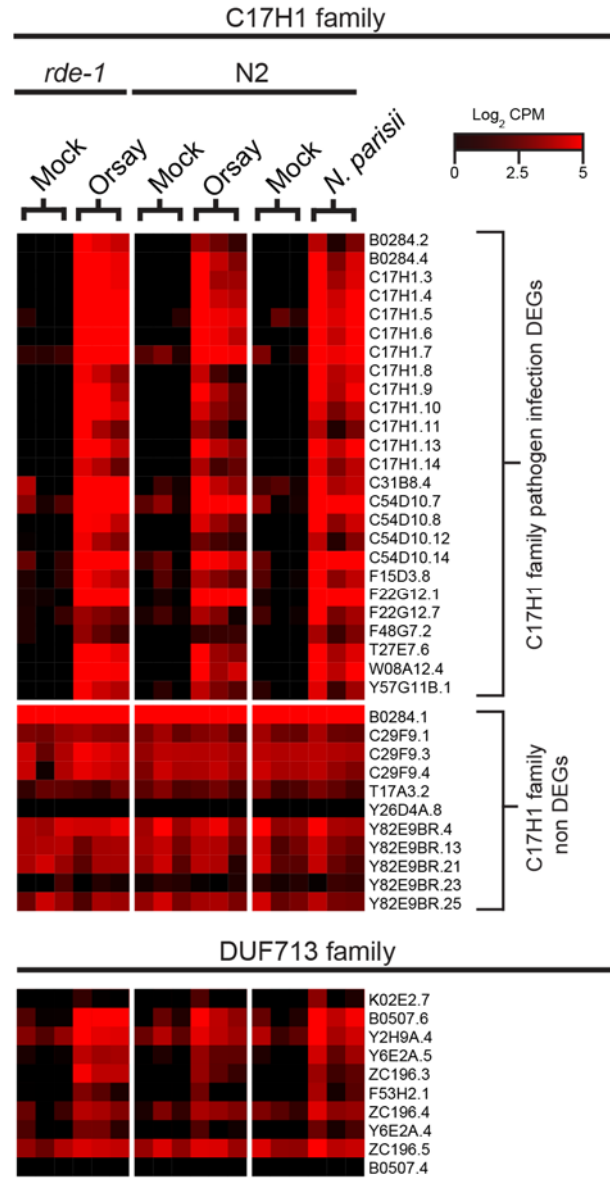 C17H1 family
rde-1 N2
Mock Orsay Mock Orsay Mock N. parisii
Log2 CPM
0 2.5 5
B0284.2
B0284.4
C17H1.3
C17H1.4
C17H1.5
C17H1.6
C17H1.7
C17H1.8
C17H1.9
C17H1.10
C17H1.11
C17H1.13
C17H1.14
C31B8.4
C54D10.7
C54D10.8
C54D10.12
C54D10.14
F15D3.8
F22G12.1
F22G12.7
F48G7.2
T27E7.6
W08A12.4
Y57G11B.1
C17H1 family pathogen infection DEGs
B0284.1
C29F9.1
C29F9.3
C29F9.4
T17A3.2
Y26D4A.8
Y82E9BR.4
Y82E9BR.13
Y82E9BR.21
Y82E9BR.23
Y82E9BR.25
C17H1 family
non DEGs
DUF713 family
K02E2.7
B0507.6
Y2H9A.4
Y6E2A.5
ZC196.3
F53H2.1
ZC196.4
Y6E2A.4
ZC196.5
B0507.4